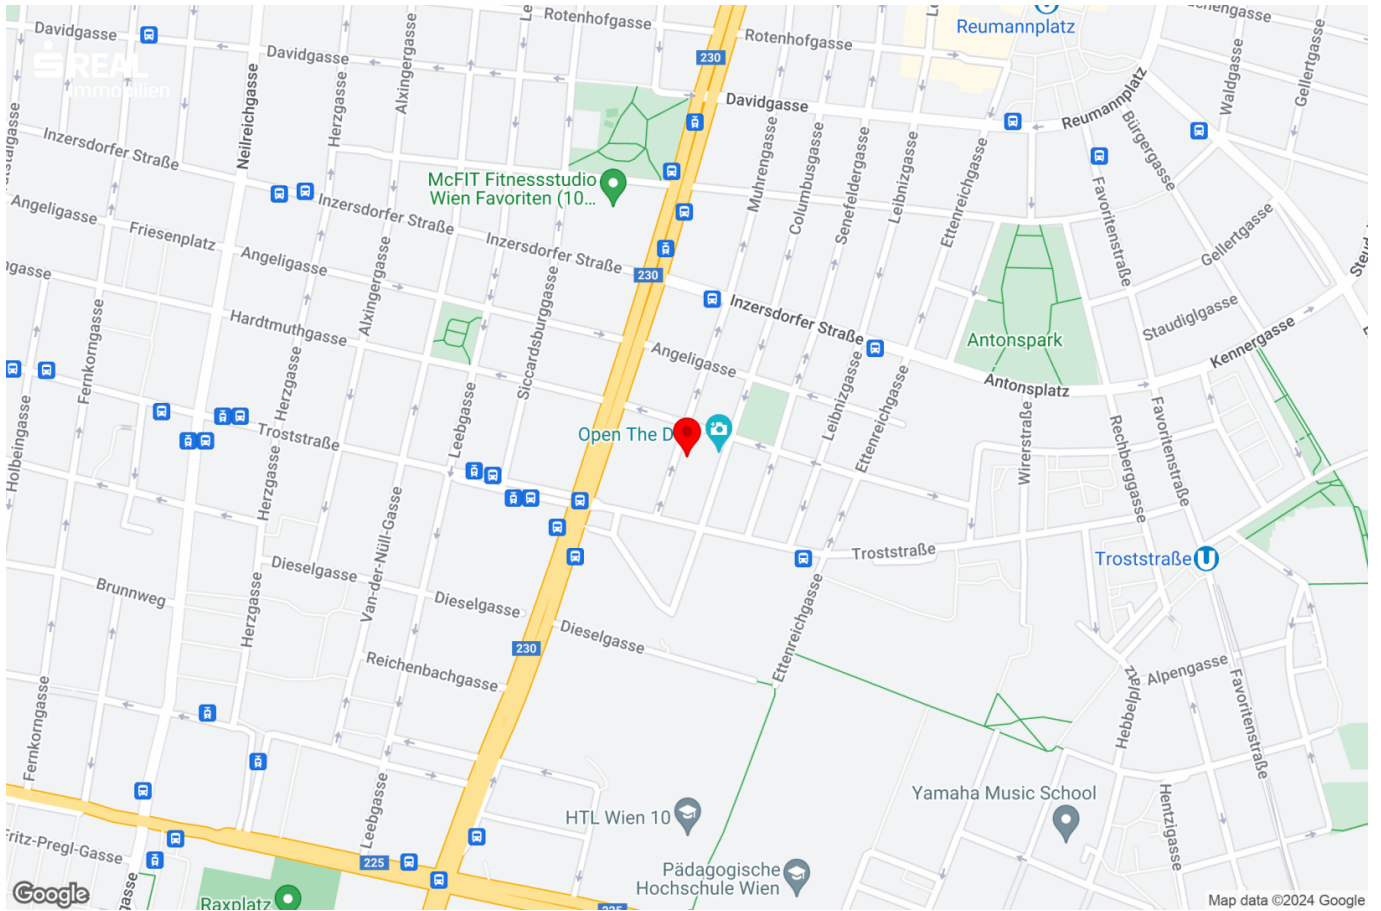 Rotenhofgasse
Reumannplatz
Davidgasse
Davidgasse
Rotenhofgasse
230
REAL
Immobilien
Alxingergasse
Herzgasse
Neilreichgasse
Davidgasse
Reumannplatz
Waldgasse
Gellertgasse
Bürgergasse
Inzersdorfer Straße
McFIT Fitnessstudio
Wien Favoriten (10...
Muhrengasse
Columbusgasse
Senefeldergasse
Leibnizgasse
Ettenreichgasse
Favoritenstraße
Gellertgasse
Angeligasse
Friesenplatz
Inzersdorfer Straße
Inzersdorfer Straße
Angeligasse
230
Inzersdorfer Straße
Staudiglgasse
Kennergasse
Antonspark
Antonsplatz
Fernkorngasse
Hardtmuthgasse
Alxingergasse
Siccardsburggasse
Angeligasse
Herzgasse
Leebgasse
Leibnizgasse
Ettenreichgasse
Wirerstraße
Rechberggasse
Favoritenstraße
Holbeingasse
Troststraße
Open The D
Herzgasse
Van-der-Nüll-Gasse
Troststraße
Troststraße
Dieselgasse
Brunnweg
Herzgasse
Dieselgasse
Dieselgasse
Ettenreichgasse
230
Reichenbachgasse
Alpengasse
Hebbelplatz
Favoritenstraße
Fernkorngasse
Leebgasse
HTL Wien 10
Yamaha Music School
Hentzigasse
Fritz-Pregl-Gasse
225
Pädagogische
Hochschule Wien
Raxplatz
225
Google
Map data ©2024 Google